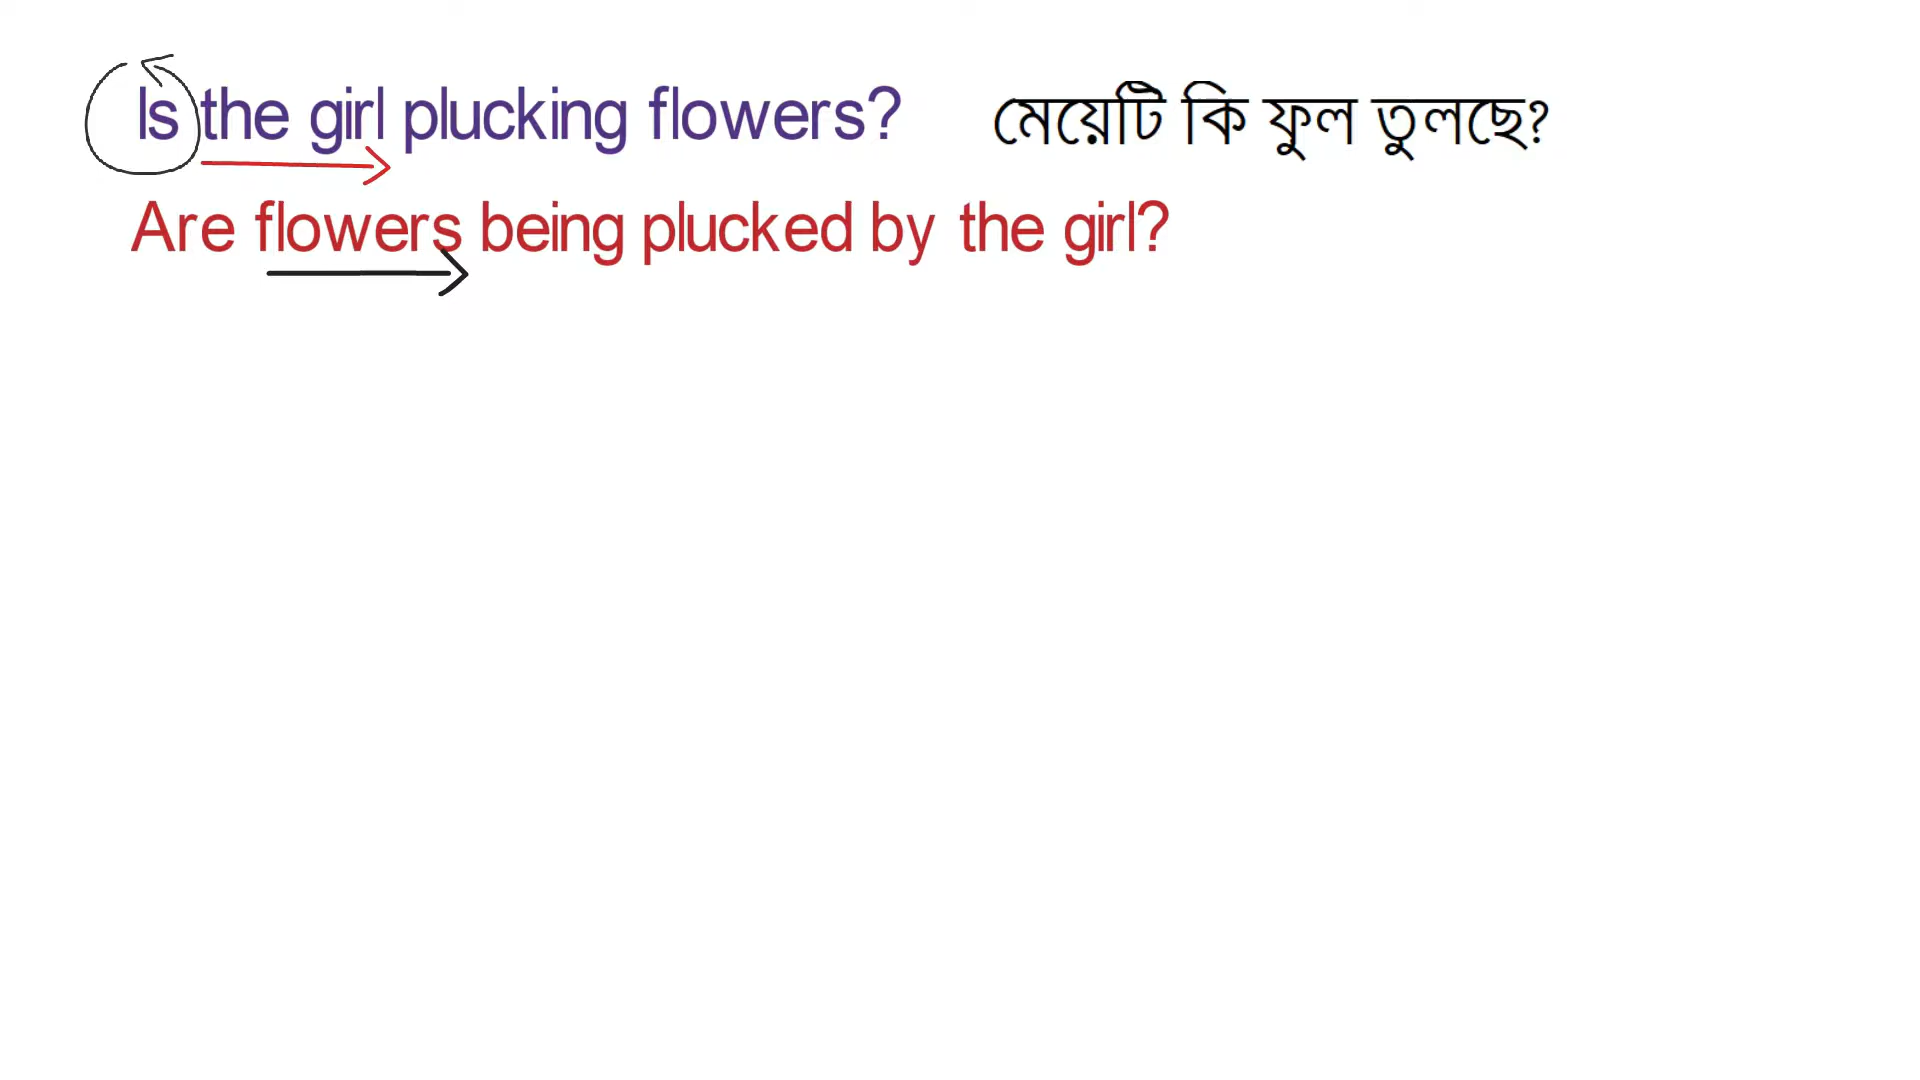 Is the girl plucking flowers? মেয়েটি কি ফুল তুলছে?
Are flowers being plucked by the girl?